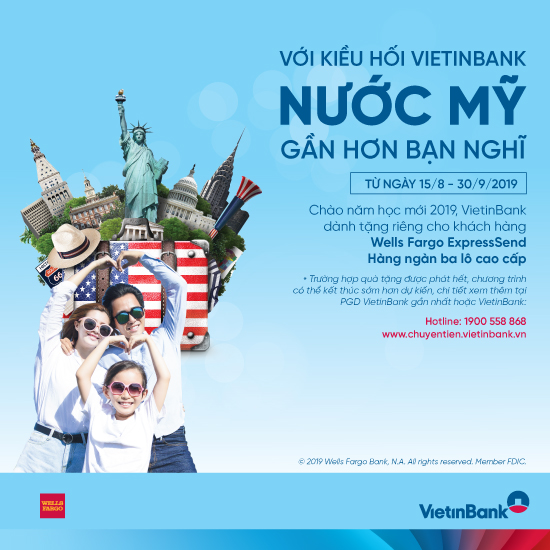 VỚI KIỀU HỐI VIETINBANK
NƯỚC MỸ
GẦN HƠN BẠN NGHĨ
TỪ NGÀY 15/8 - 30/9/2019
Chào năm học mới 2019, VietinBank
dành tặng riêng cho khách hàng
Wells Fargo ExpressSend
Hàng ngàn ba lô cao cấp
* Trường hợp quà tặng được phát hết, chương trình
có thể kết thúc sớm hơn dự kiến, chi tiết xem thêm tại
PGD VietinBank gần nhất hoặc VietinBank:
Hotline: 1900 558 868
www.chuyentien.vietinbank.vn
66
© 2019 Wells Fargo Bank, N.A. All rights reserved. Member FDIC.
WELLS
FARGO
VietinBank